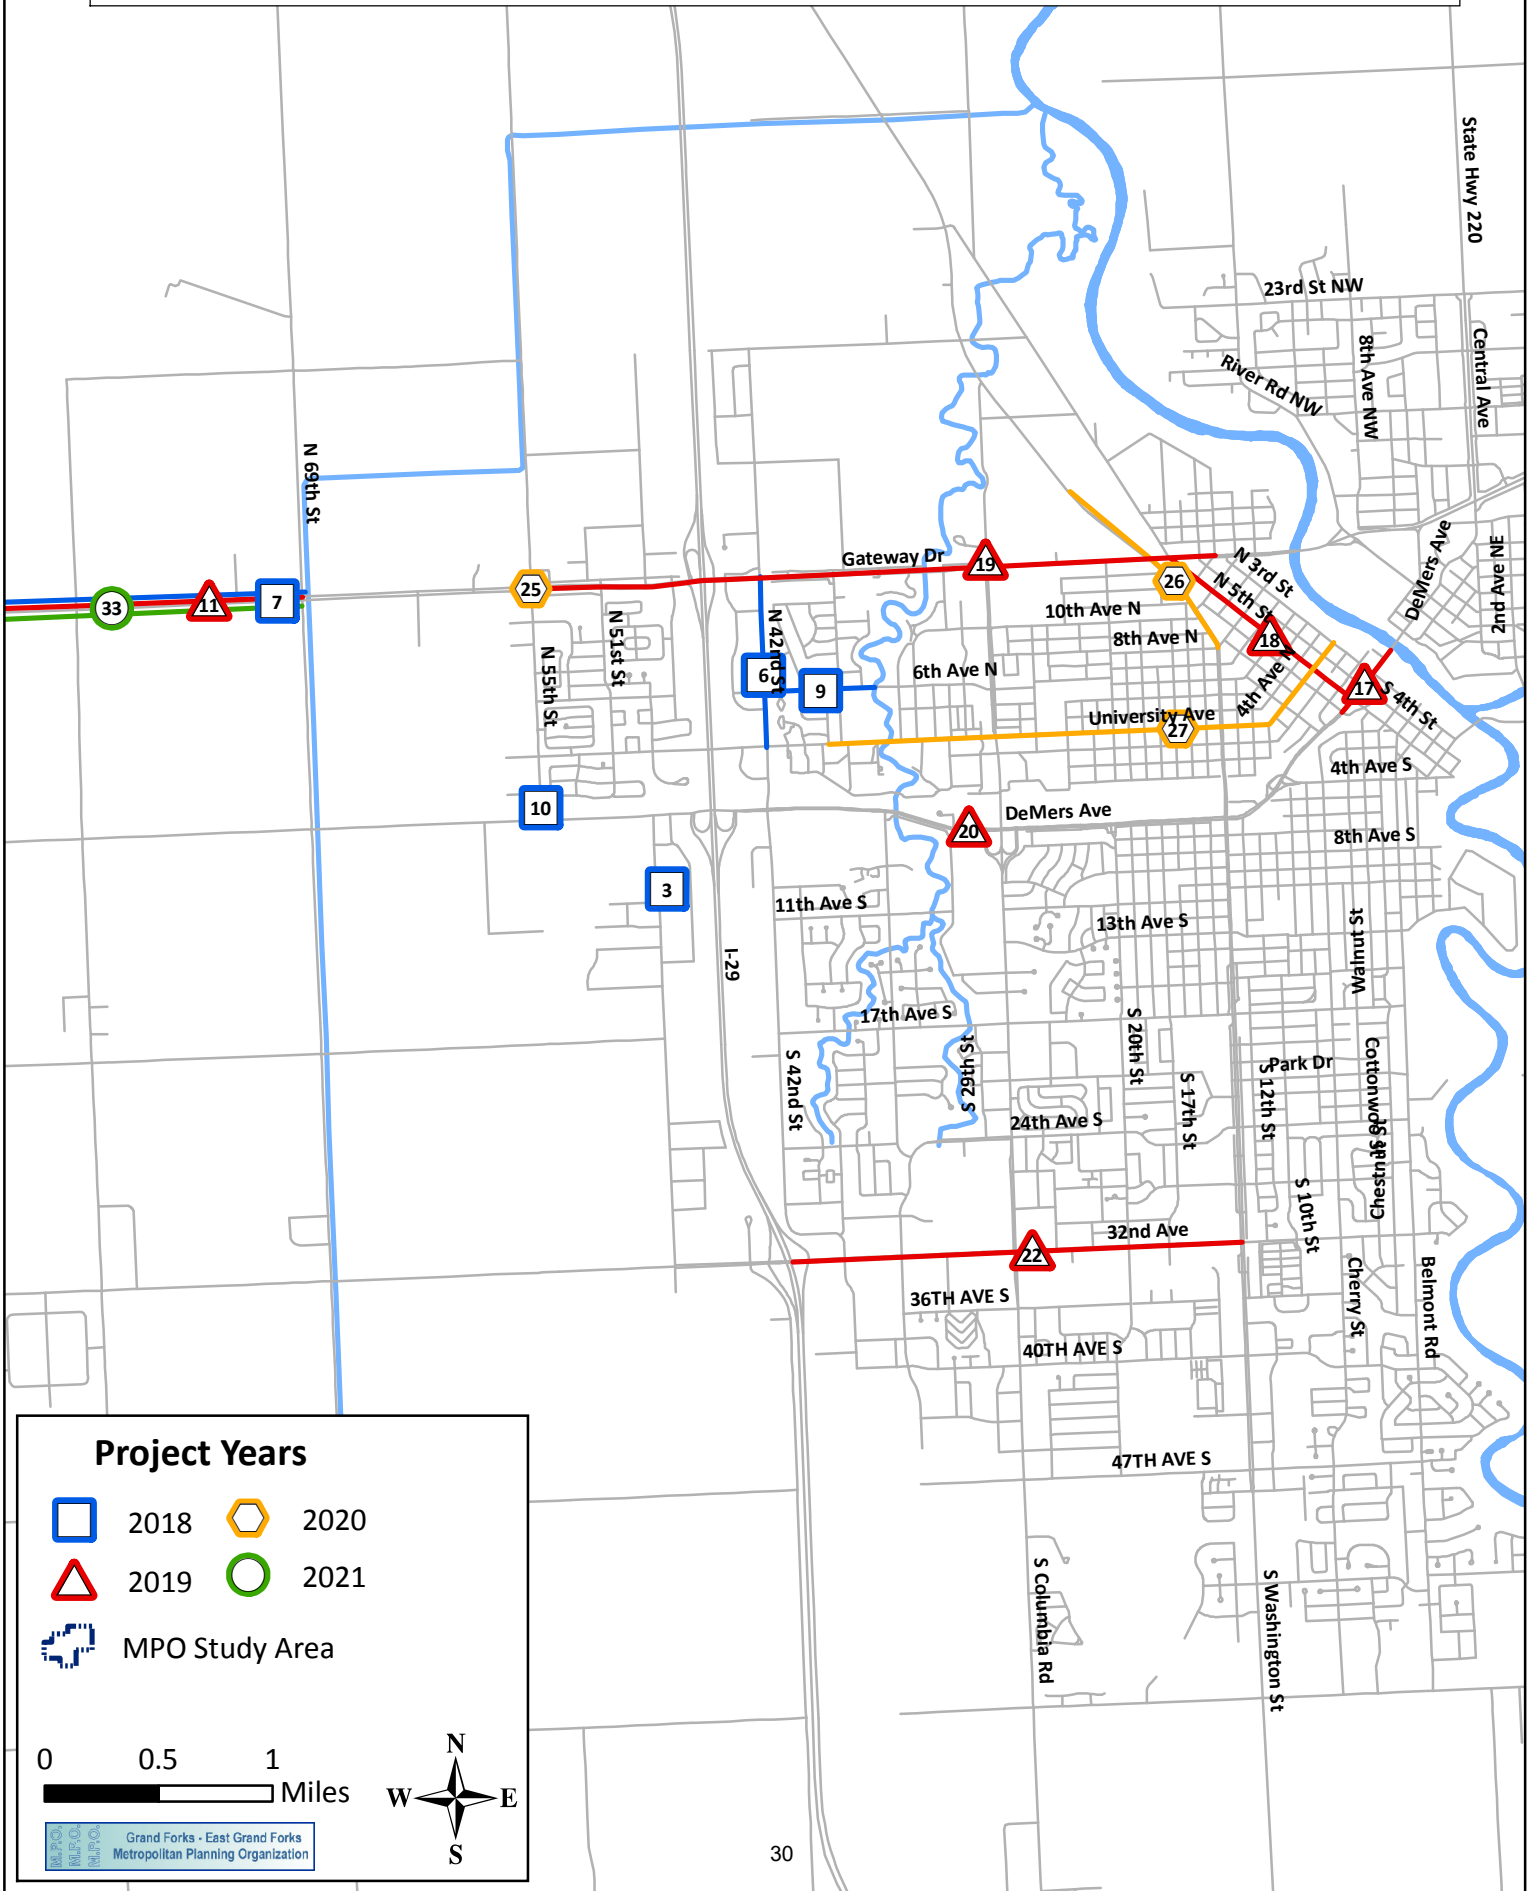 State Hwy 220
23rd St NW
8th Ave NW
Central Ave
River Rd NW
N 69th St
DeMers Ave
2nd Ave NE
Gateway Dr
19
N 3rd St
N 5th St
26
25
33
11
7
10th Ave N
8th Ave N
18
N 51st St
N 55th St
N 42nd St
6
9
6th Ave N
4th Ave N
17
S 4th St
University Ave
27
4th Ave S
10
DeMers Ave
20
8th Ave S
3
11th Ave S
13th Ave S
Walnut St
I-29
17th Ave S
S 20th St
S 42nd St
S 29th St
Park Dr
Cottonwood St
S 17th St
S 12th St
24th Ave S
Chestnut St
S 10th St
32nd Ave
22
Cherry St
Belmont Rd
36TH AVE S
40TH AVE S
47TH AVE S
S Columbia Rd
S Washington St
Project Years
2018
2020
2019
2021
MPO Study Area
0 0.5 1
Miles
N
W E
S
M.P.O.
M.P.O.
M.P.O.
Grand Forks - East Grand Forks
Metropolitan Planning Organization
30